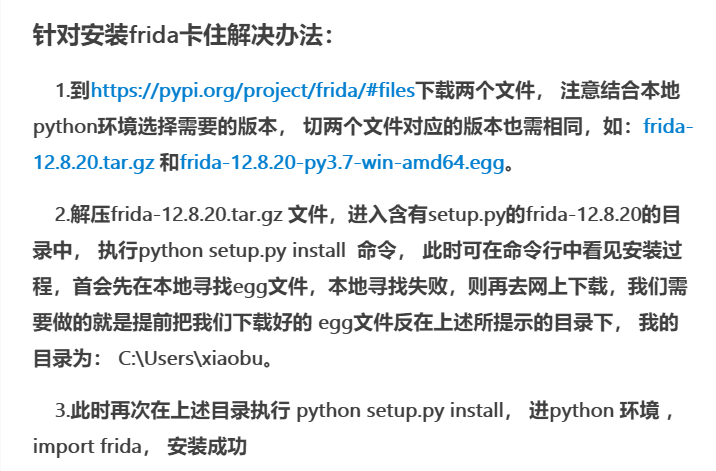 针对安装frida卡住解决办法：
1.到https://pypi.org/project/frida/#files下载两个文件， 注意结合本地
python环境选择需要的版本， 切两个文件对应的版本也需相同，如：frida-
12.8.20.tar.gz 和frida-12.8.20-py3.7-win-amd64.egg。
2.解压frida-12.8.20.tar.gz 文件，进入含有setup.py的frida-12.8.20的目
录中， 执行python setup.py install 命令， 此时可在命令行中看见安装过
程，首会先在本地寻找egg文件，本地寻找失败，则再去网上下载，我们需
要做的就是提前把我们下载好的 egg文件反在上述所提示的目录下， 我的
目录为： C:\Users\xiaobu。
3.此时再次在上述目录执行 python setup.py install， 进python 环境 ，
import frida， 安装成功